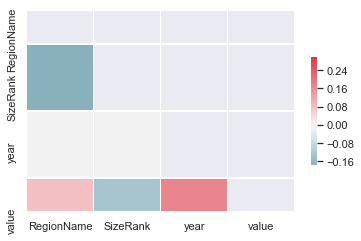 RegionName
SizeRank
year
value
RegionName
SizeRank
year
value
0.24
0.16
0.08
0.00
−0.08
−0.16